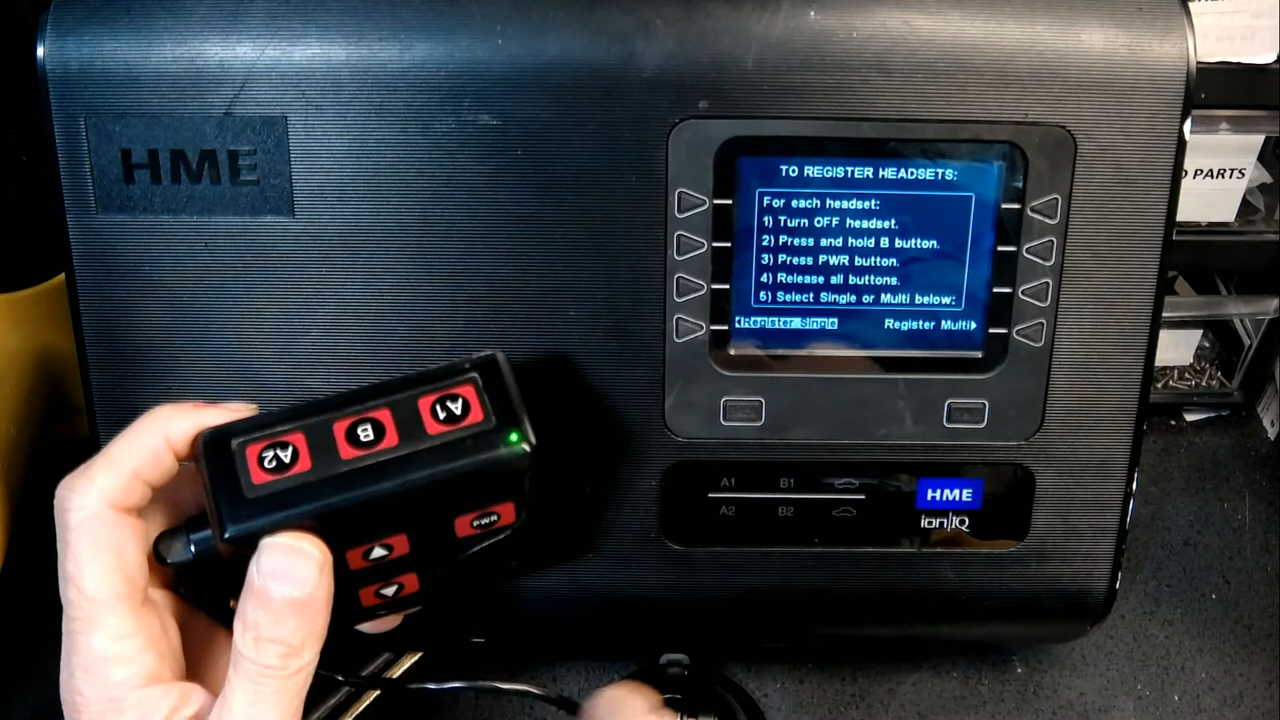 HME
TO REGISTER HEADSETS:
For each headset:
1) Turn OFF headset.
2) Press and hold B button.
3) Press PWR button.
4) Release all buttons.
5) Select Single or Multi below:
Register Single
Register Multi
A1 B1
A2 B2
HME
ion|IQ
A1
B
A2
PWR
PARTS